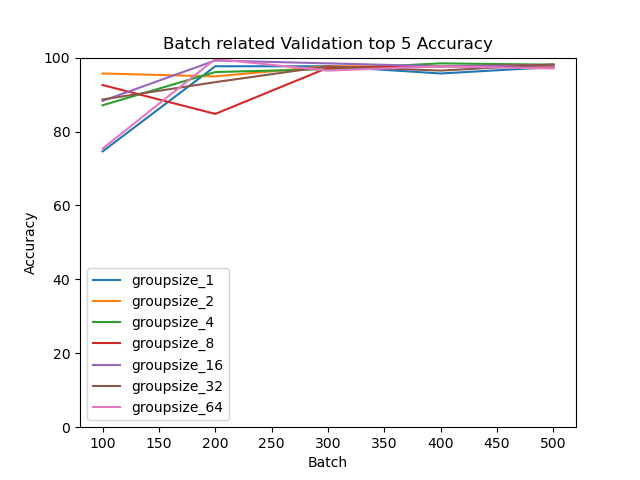 Batch related Validation top 5 Accuracy
100
80
60
40
20
0
Accuracy
groupsize_1
groupsize_2
groupsize_4
groupsize_8
groupsize_16
groupsize_32
groupsize_64
100 150 200 250 300 350 400 450 500
Batch